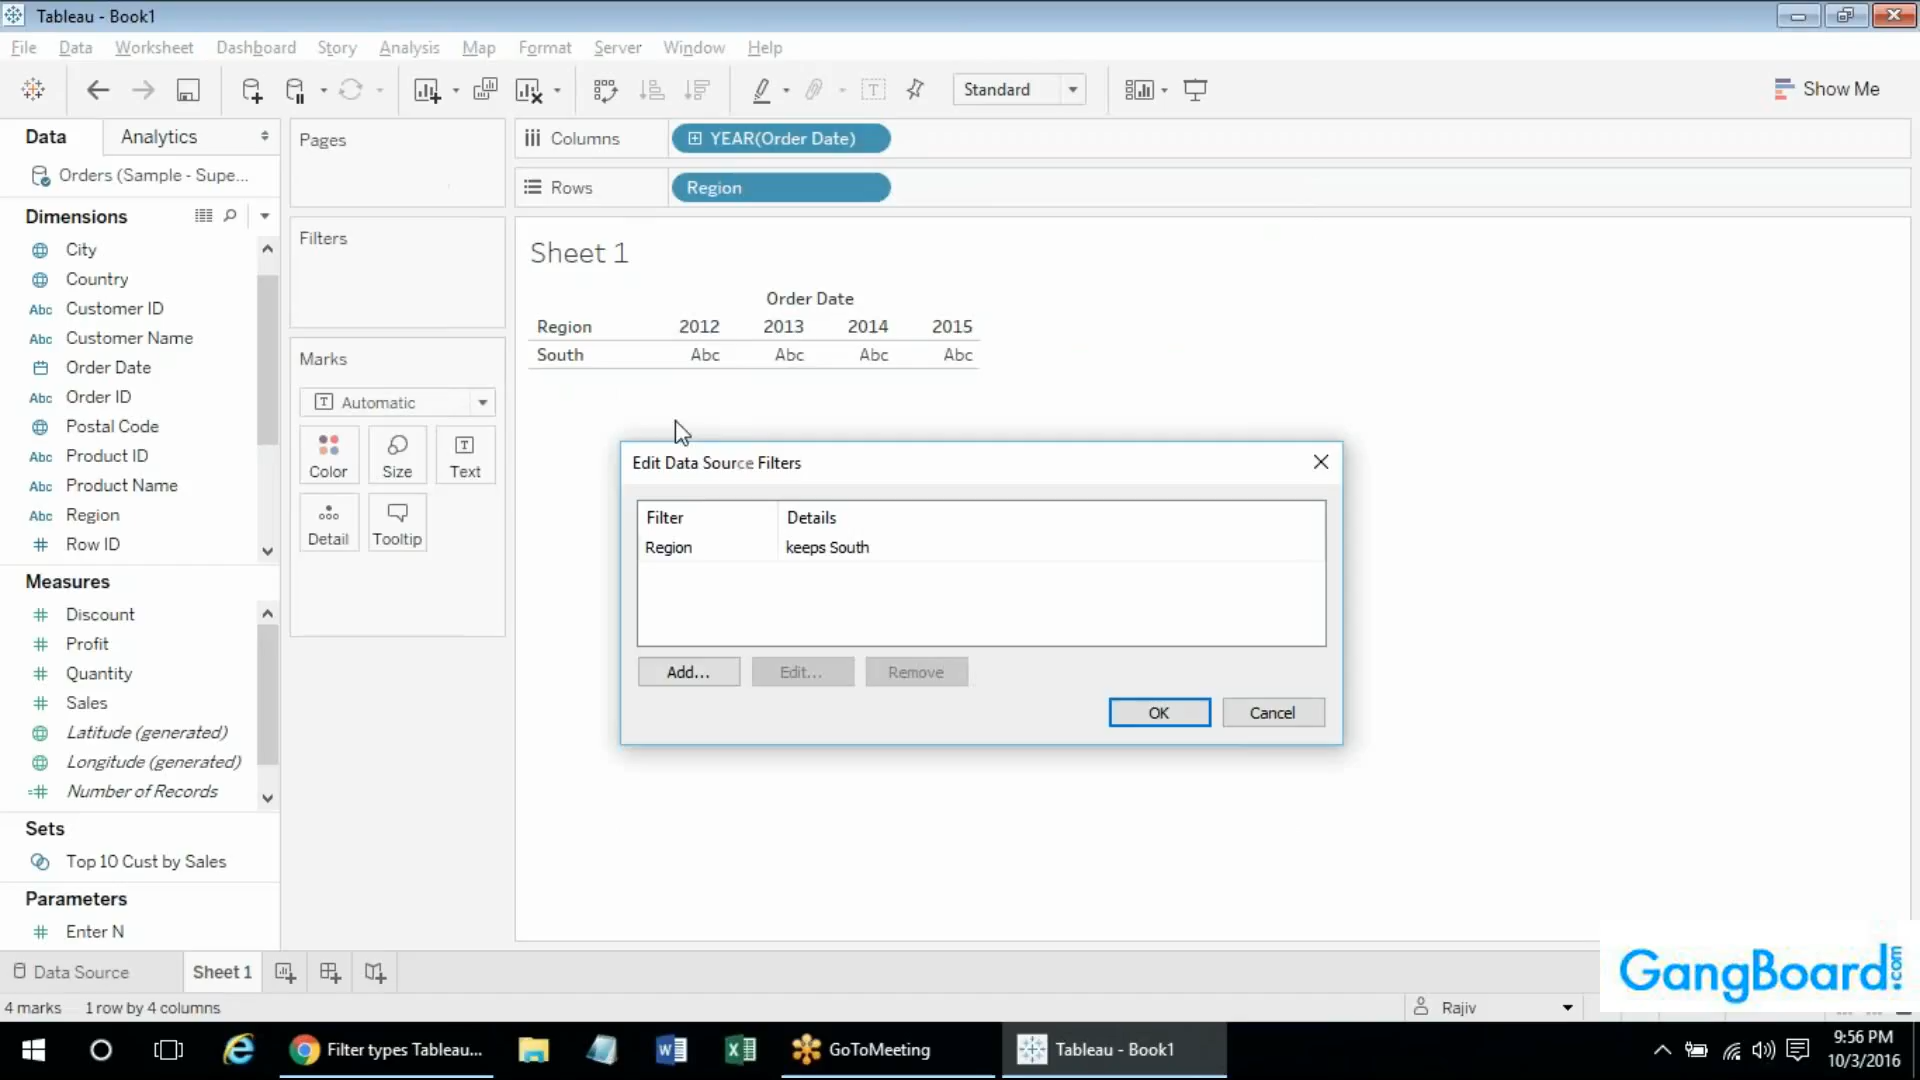 Tableau - Book1
File Data Worksheet Dashboard Story Analysis Map Format Server Window Help
Standard
Show Me
Data Analytics
Orders (Sample - Supe...
Dimensions
City
Country
Abc Customer ID
Abc Customer Name
Order Date
Abc Order ID
Postal Code
Abc Product ID
Abc Product Name
Abc Region
# Row ID
Measures
# Discount
# Profit
# Quantity
# Sales
Latitude (generated)
Longitude (generated)
=# Number of Records
Sets
Top 10 Cust by Sales
Parameters
# Enter N
Pages
Filters
Marks
T Automatic
Color Size Text
Detail Tooltip
Columns YEAR(Order Date)
Rows Region
Sheet 1
Order Date
Region 2012 2013 2014 2015
South Abc Abc Abc Abc
Edit Data Source Filters
Filter Details
Region keeps South
Add... Edit... Remove
OK Cancel
GangBoard.com
Data Source Sheet 1
4 marks 1 row by 4 columns
Rajiv
Filter types Tableau...
GoToMeeting
Tableau - Book1
9:56 PM
10/3/2016